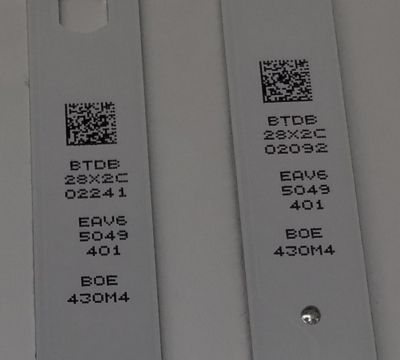 BTDB
28X2C
02241
EAV6
5049
401
BOE
430M4
BTDB
28X2C
02092
EAV6
5049
401
BOE
430M4